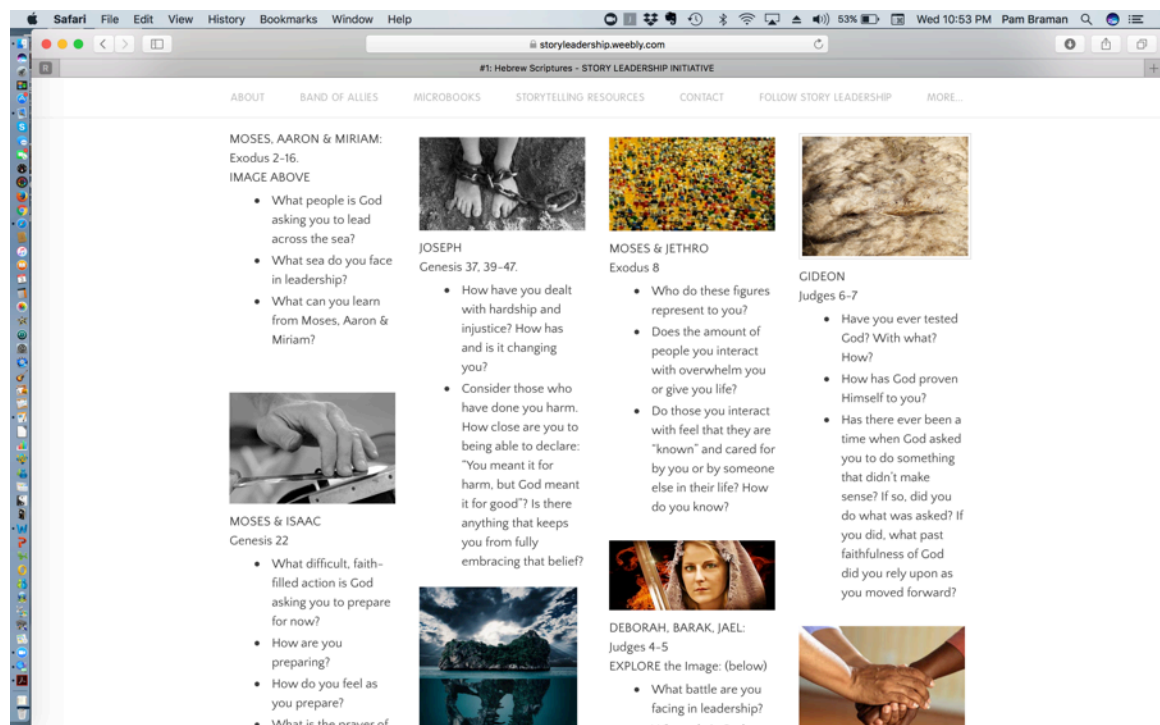 Safari File Edit View History Bookmarks Window Help
53% Wed 10:53 PM Pam Braman
storyleadership.weebly.com
#1: Hebrew Scriptures - STORY LEADERSHIP INITIATIVE
ABOUT BAND OF ALLIES MICROBOOKS STORYTELLING RESOURCES CONTACT FOLLOW STORY LEADERSHIP MORE...
MOSES, AARON & MIRIAM:
Exodus 2-16.
IMAGE ABOVE
• What people is God
asking you to lead
across the sea?
• What sea do you face
in leadership?
• What can you learn
from Moses, Aaron &
Miriam?
MOSES & ISAAC
Genesis 22
• What difficult, faith-
filled action is God
asking you to prepare
for now?
• How are you
preparing?
• How do you feel as
you prepare?
• What is the prayer of
JOSEPH
Genesis 37, 39-47.
• How have you dealt
with hardship and
injustice? How has
and is it changing
you?
• Consider those who
have done you harm.
How close are you to
being able to declare:
"You meant it for
harm, but God meant
it for good"? Is there
anything that keeps
you from fully
embracing that belief?
MOSES & JETHRO
Exodus 8
• Who do these figures
represent to you?
• Does the amount of
people you interact
with overwhelm you
or give you life?
• Do those you interact
with feel that they are
"known" and cared for
by you or by someone
else in their life? How
do you know?
DEBORAH, BARAK, JAEL:
Judges 4-5
EXPLORE the Image: (below)
• What battle are you
facing in leadership?
GIDEON
Judges 6-7
• Have you ever tested
God? With what?
How?
• How has God proven
Himself to you?
• Has there ever been a
time when God asked
you to do something
that didn't make
sense? If so, did you
do what was asked? If
you did, what past
faithfulness of God
did you rely upon as
you moved forward?